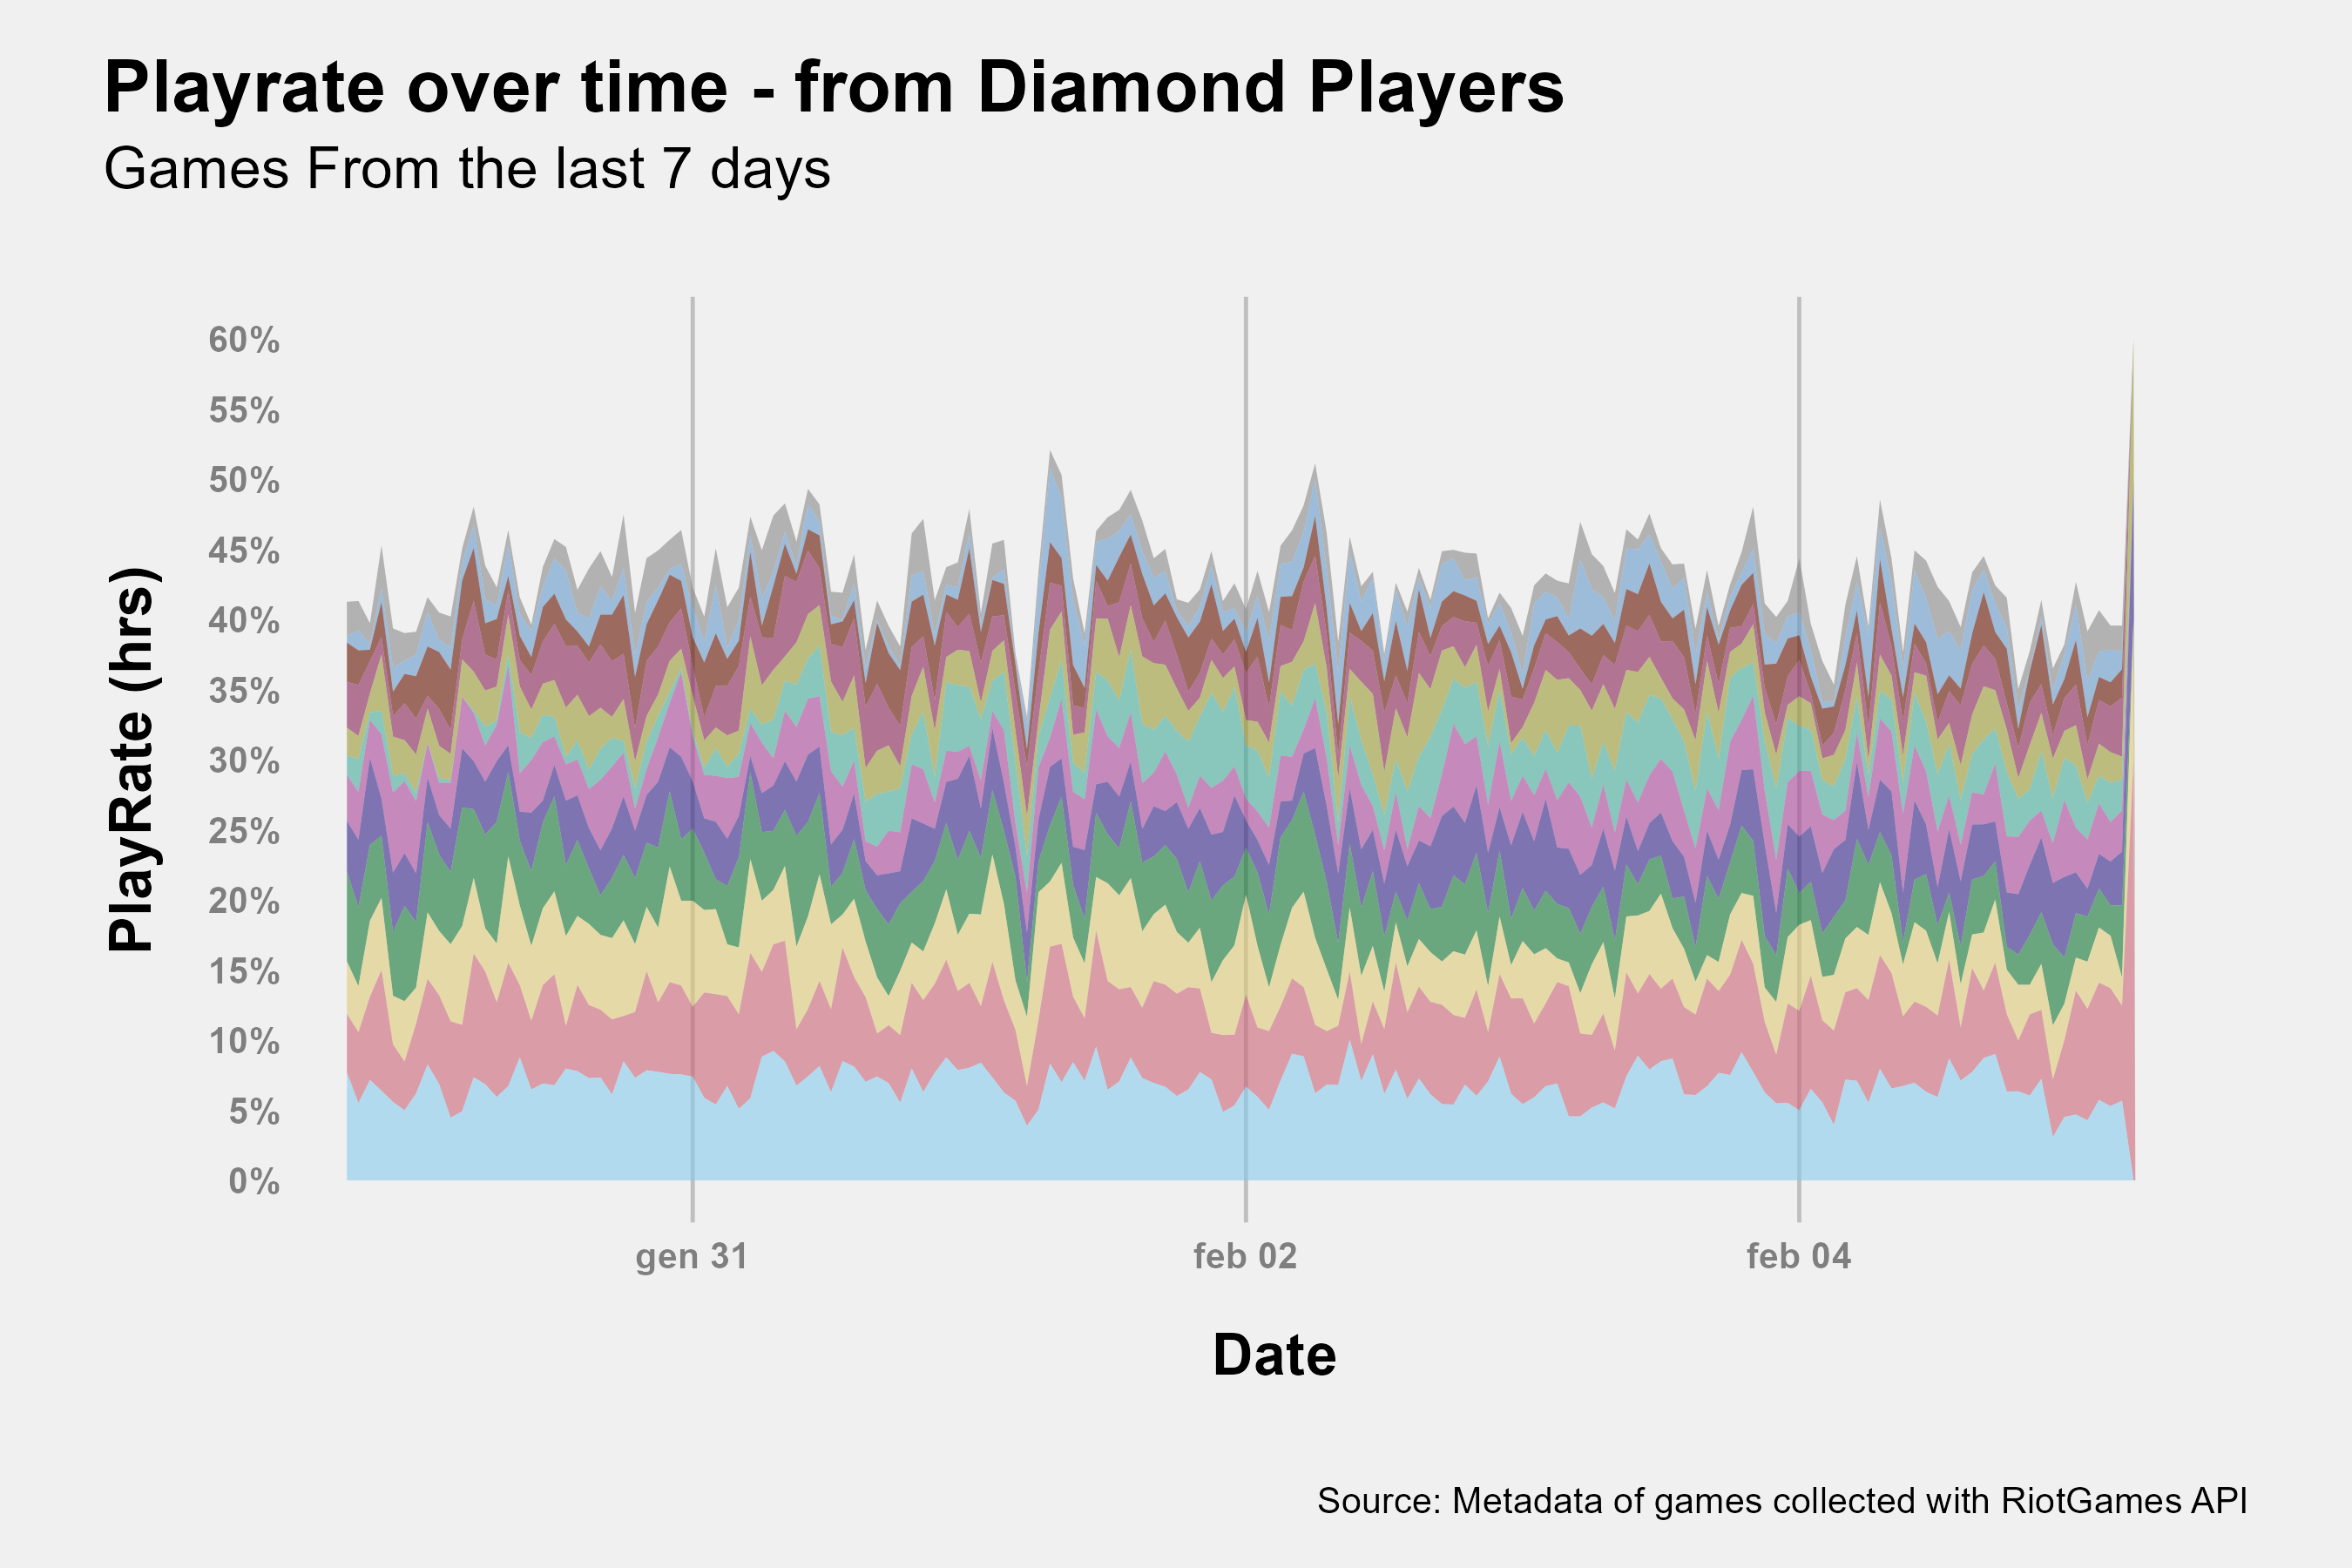 Playrate over time - from Diamond Players
Games From the last 7 days
60%
55%
50%
45%
40%
35%
30%
25%
20%
15%
10%
5%
0%
PlayRate (hrs)
gen 31
feb 02
feb 04
Date
Source: Metadata of games collected with RiotGames API